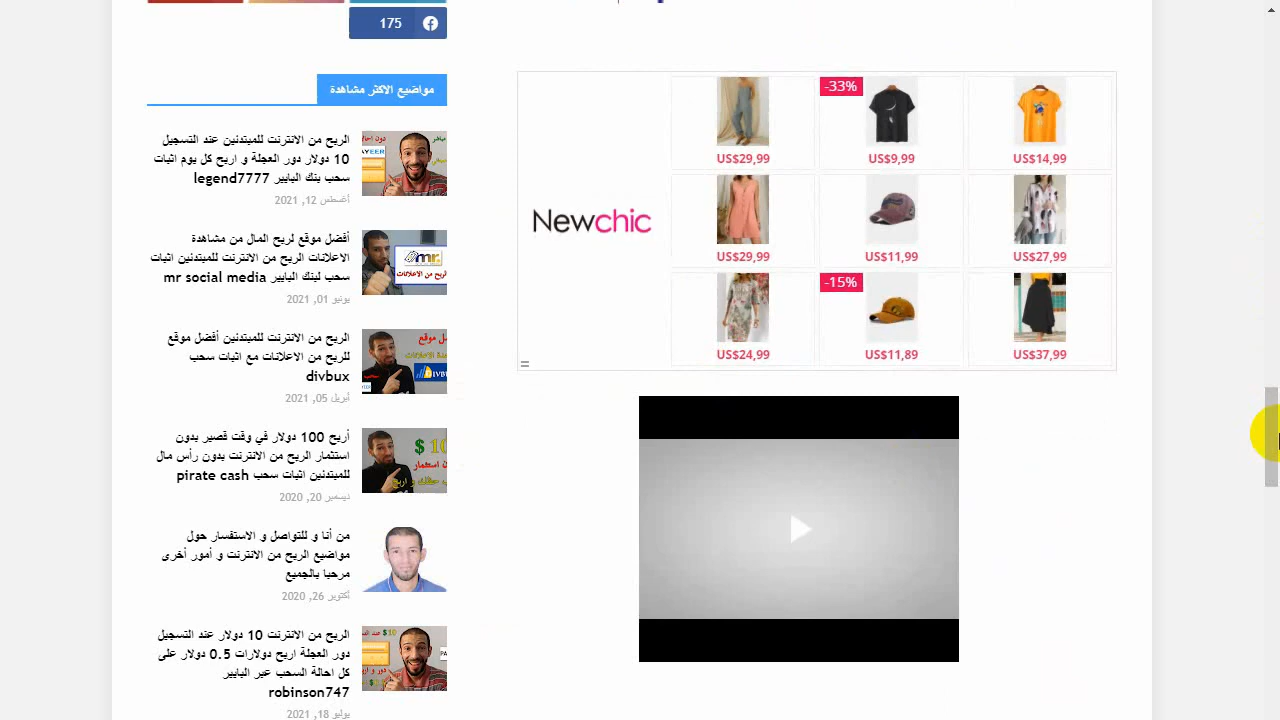 175
مواضيع الاكثر مشاهدة
الربح من الانترنت للمبتدئين عند التسجيل
10 دولار دور العجلة و اربح كل يوم اثبات
سحب بنك البايير legend7777
أغسطس 12, 2021
أفضل موقع لربح المال من مشاهدة
الاعلانات الربح من الانترنت للمبتدئين اثبات
سحب لبنك البايير mr social media
يونيو 01, 2021
الربح من الانترنت للمبتدئين أفضل موقع
للربح من الاعلانات مع اثبات سحب
divbux
أبريل 05, 2021
أربح 100 دولار في وقت قصير بدون
استثمار الربح من الانترنت بدون رأس مال
للمبتدئين اثبات سحب pirate cash
ديسمبر 20, 2020
من أنا و للتواصل و الاستفسار حول
مواضيع الربح من الانترنت و أمور أخرى
مرحبا بالجميع
أكتوبر 26, 2020
الربح من الانترنت 10 دولار عند التسجيل
دور العجلة اربح دولارات 0.5 دولار على
كل احالة السحب عبر البايير
robinson747
يوليو 18, 2021
Newchic
US$29,99
-33%
US$9,99
US$14,99
US$29,99
US$11,99
US$27,99
US$24,99
-15%
US$11,89
US$37,99